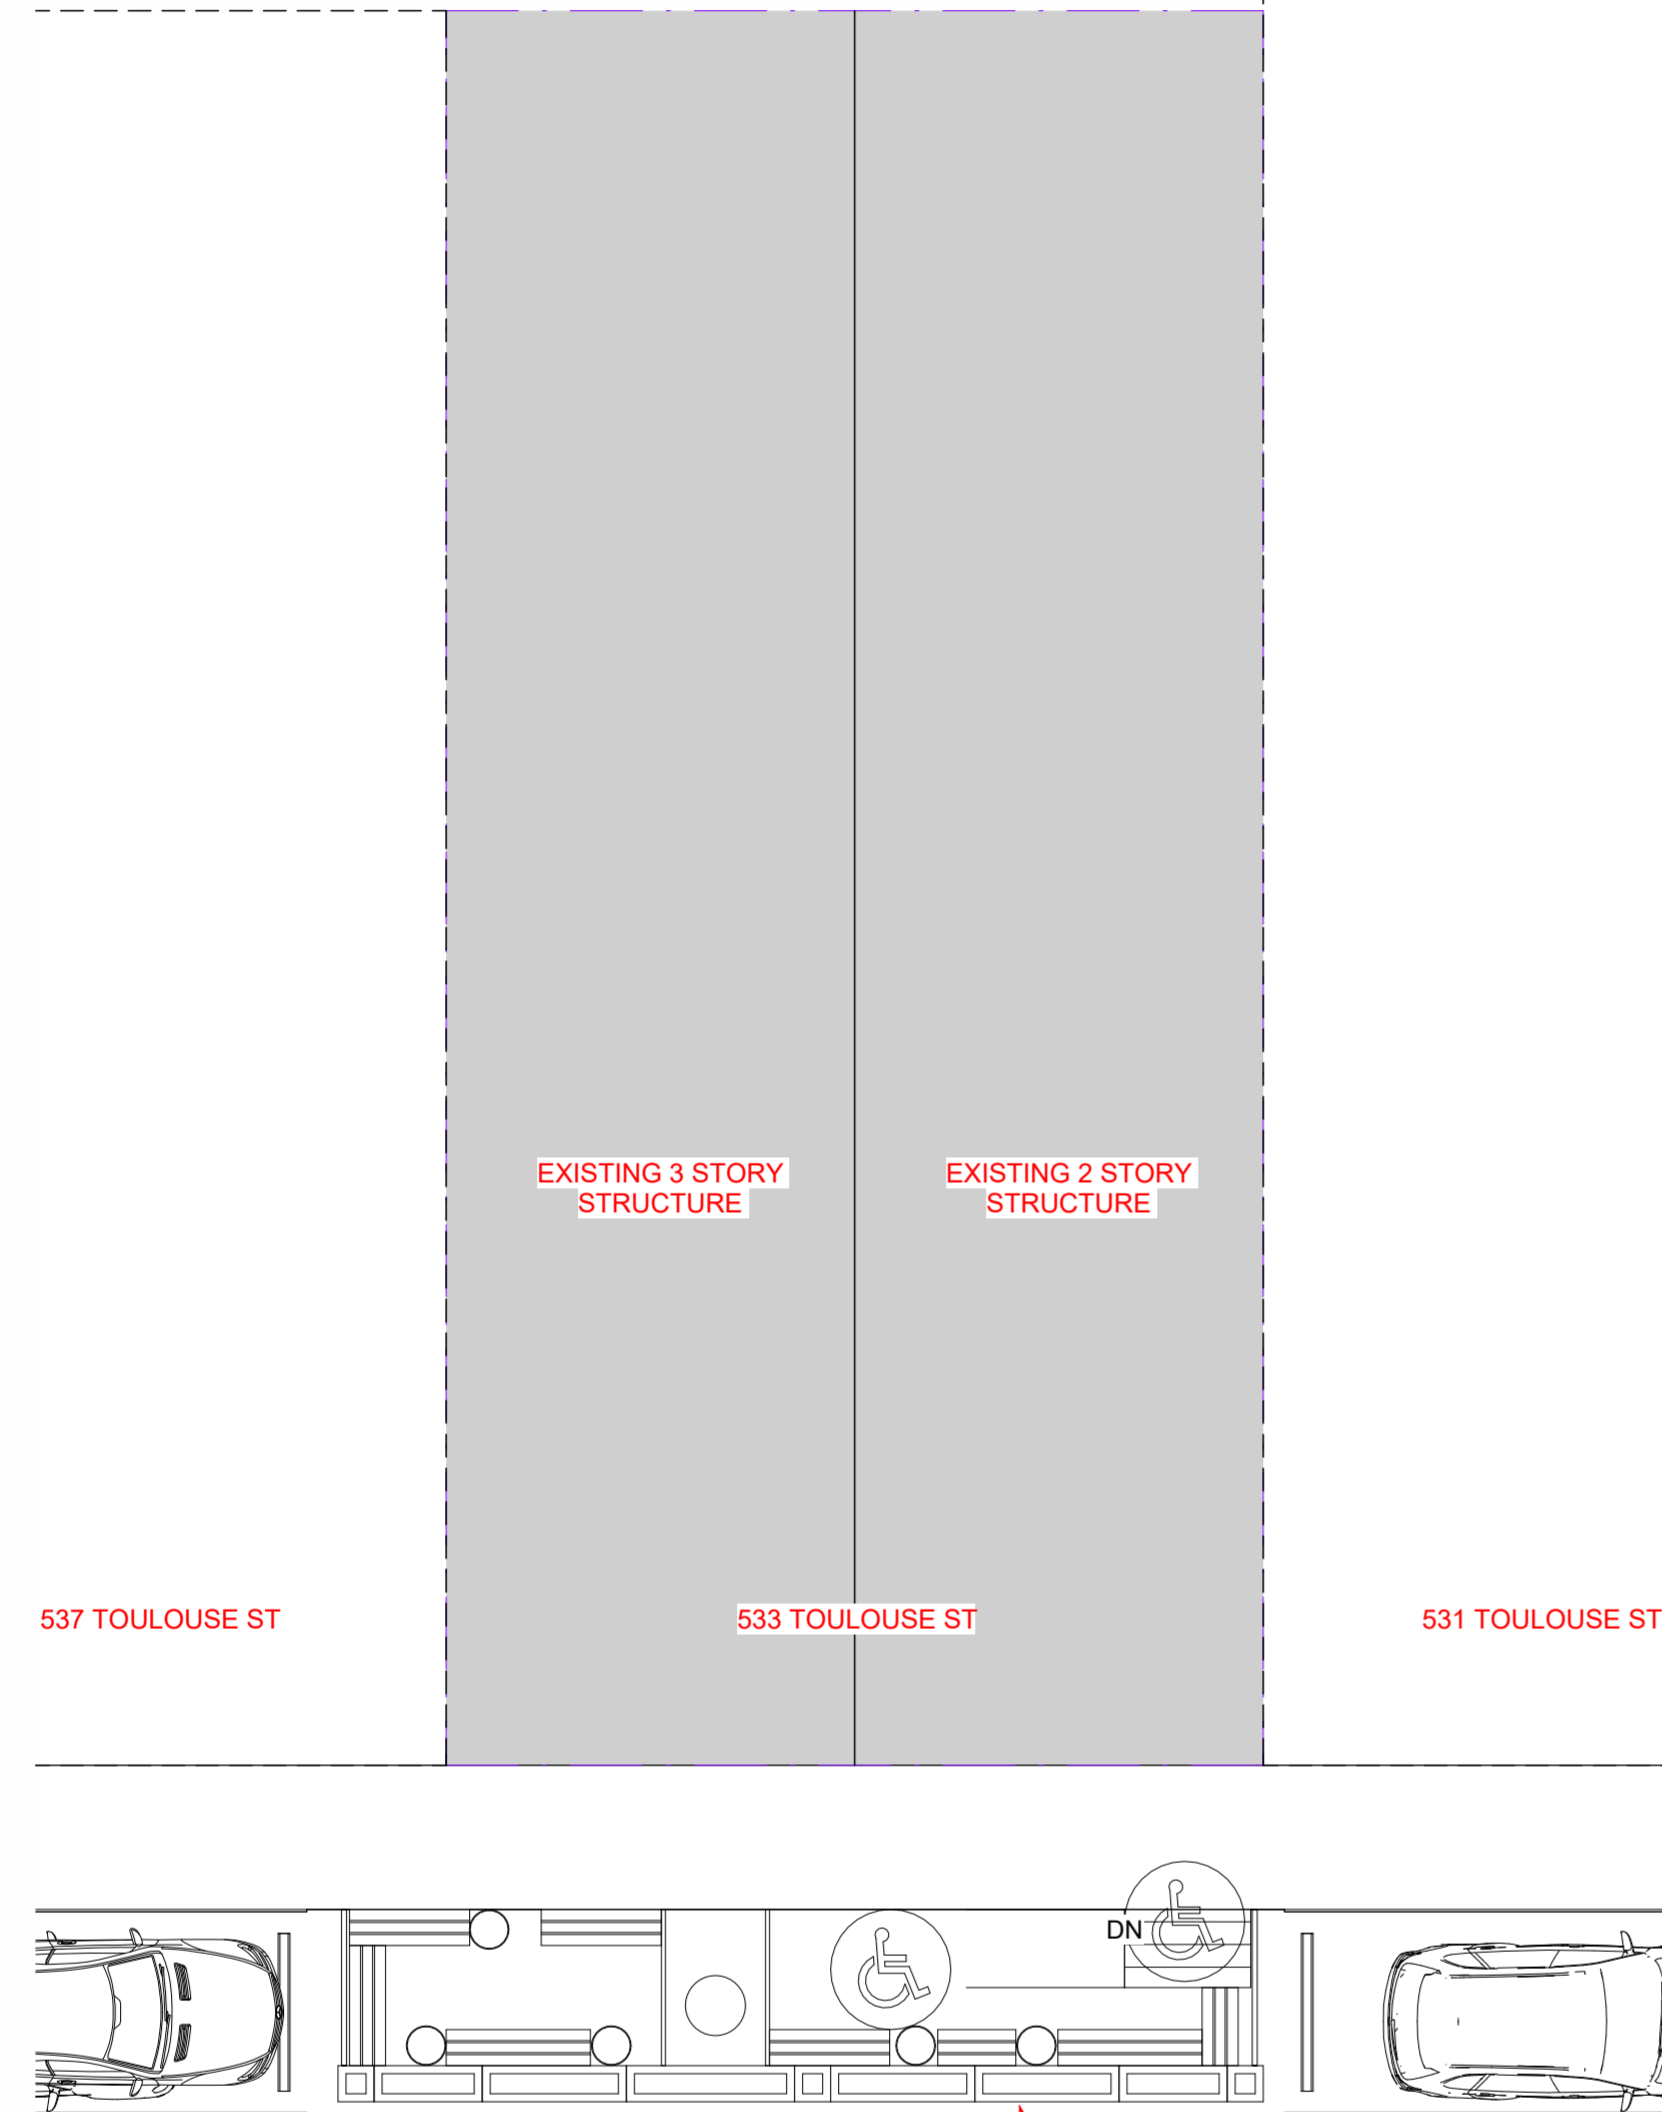 EXISTING 3 STORY
STRUCTURE
EXISTING 2 STORY
STRUCTURE
537 TOULOUSE ST
533 TOULOUSE ST
531 TOULOUSE ST
DN